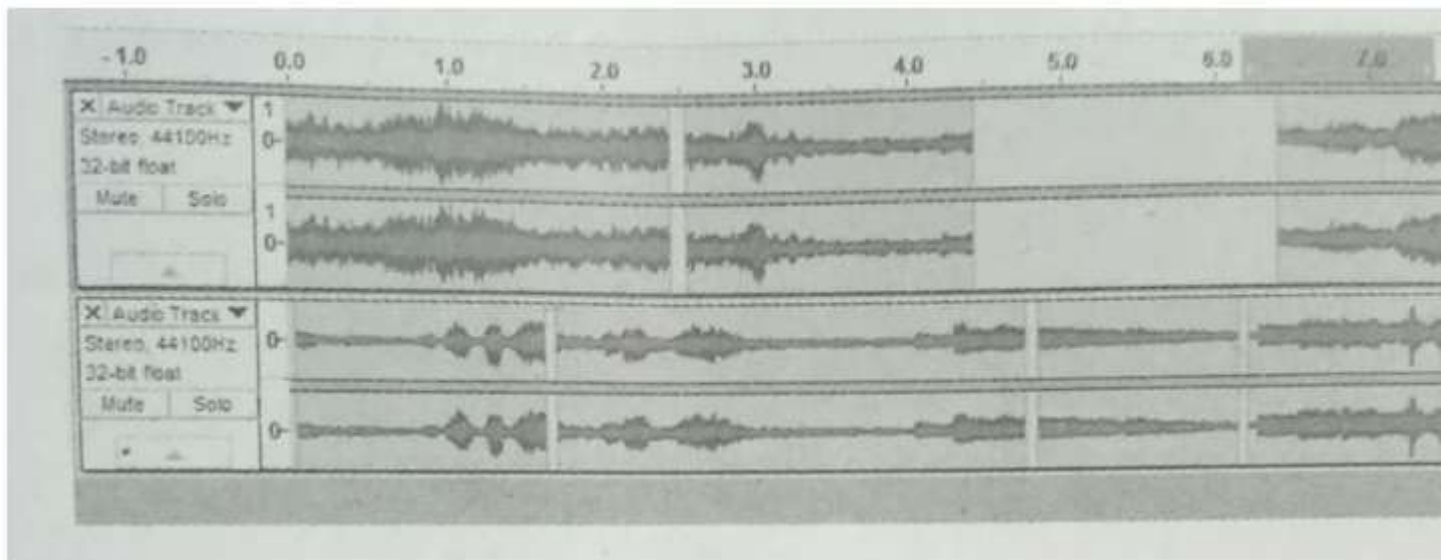 - 1.0 0.0 1.0 2.0 3.0 4.0 5.0 6.0 7.0
X Audio Track ▼
Stereo, 44100Hz
32-bit float
Mute Solo
1
0-
1
0-
X Audio Track ▼
Stereo, 44100Hz
32-bit float
Mute Solo
0-
0-